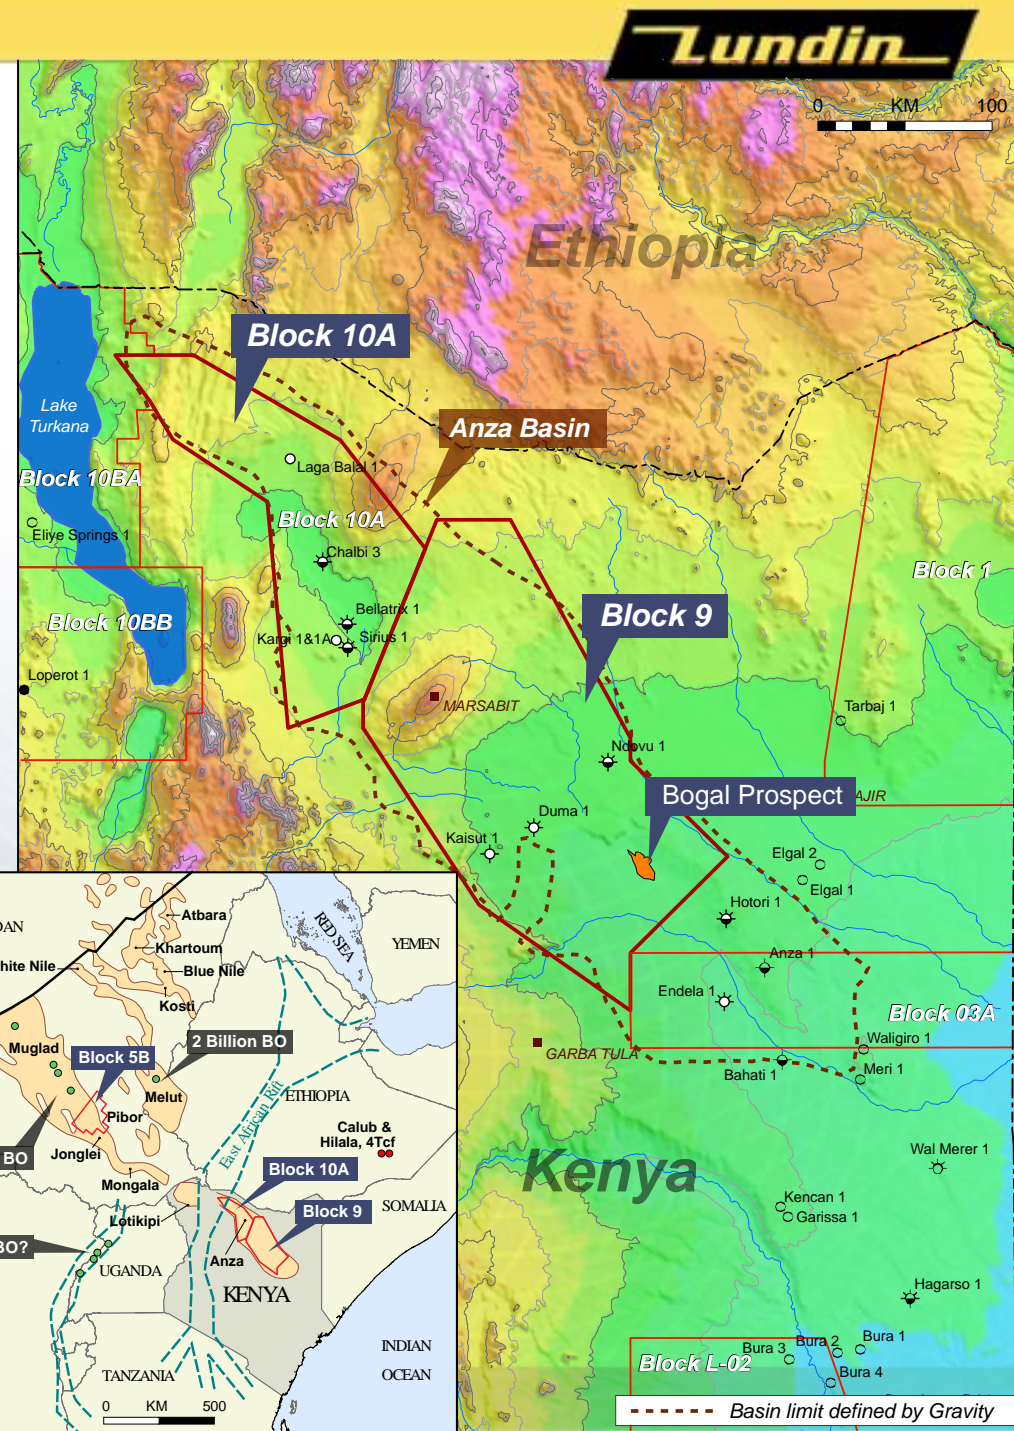 Lundin
0 KM 100
Ethiopia
Block 10A
Lake
Turkana
Anza Basin
Laga Balal 1
Block 10BA
Block 10A
Eliye Springs 1
Chalbi 3
Block 1
Block 10BB
Bellatrix 1
Block 9
Kargi 1&1A
Sirius 1
Loperot 1
MARSABIT
Tarbaj 1
Ndovu 1
Bogal Prospect
AJIR
Duma 1
Kaisut 1
Elgal 2
Elgal 1
Hotori 1
Anza 1
Endela 1
Block 03A
Waligiro 1
GARBA TULA
Bahati 1
Meri 1
Wal Merer 1
Kenya
Kencan 1
Garissa 1
Hagarso 1
Bura 1
Bura 2
Bura 3
Block L-02
Bura 4
Basin limit defined by Gravity
DAN
Atbara
RED SEA
YEMEN
Khartoum
hite Nile
Blue Nile
Kosti
2 Billion BO
Muglad
Block 5B
Melut
ETHIOPIA
Pibor
East African Rift
Calub &
Hilala, 4Tcf
BO
Jonglei
Block 10A
Mongala
SOMALIA
Block 9
Lotikipi
BO?
Anza
UGANDA
KENYA
INDIAN
OCEAN
TANZANIA
0 KM 500